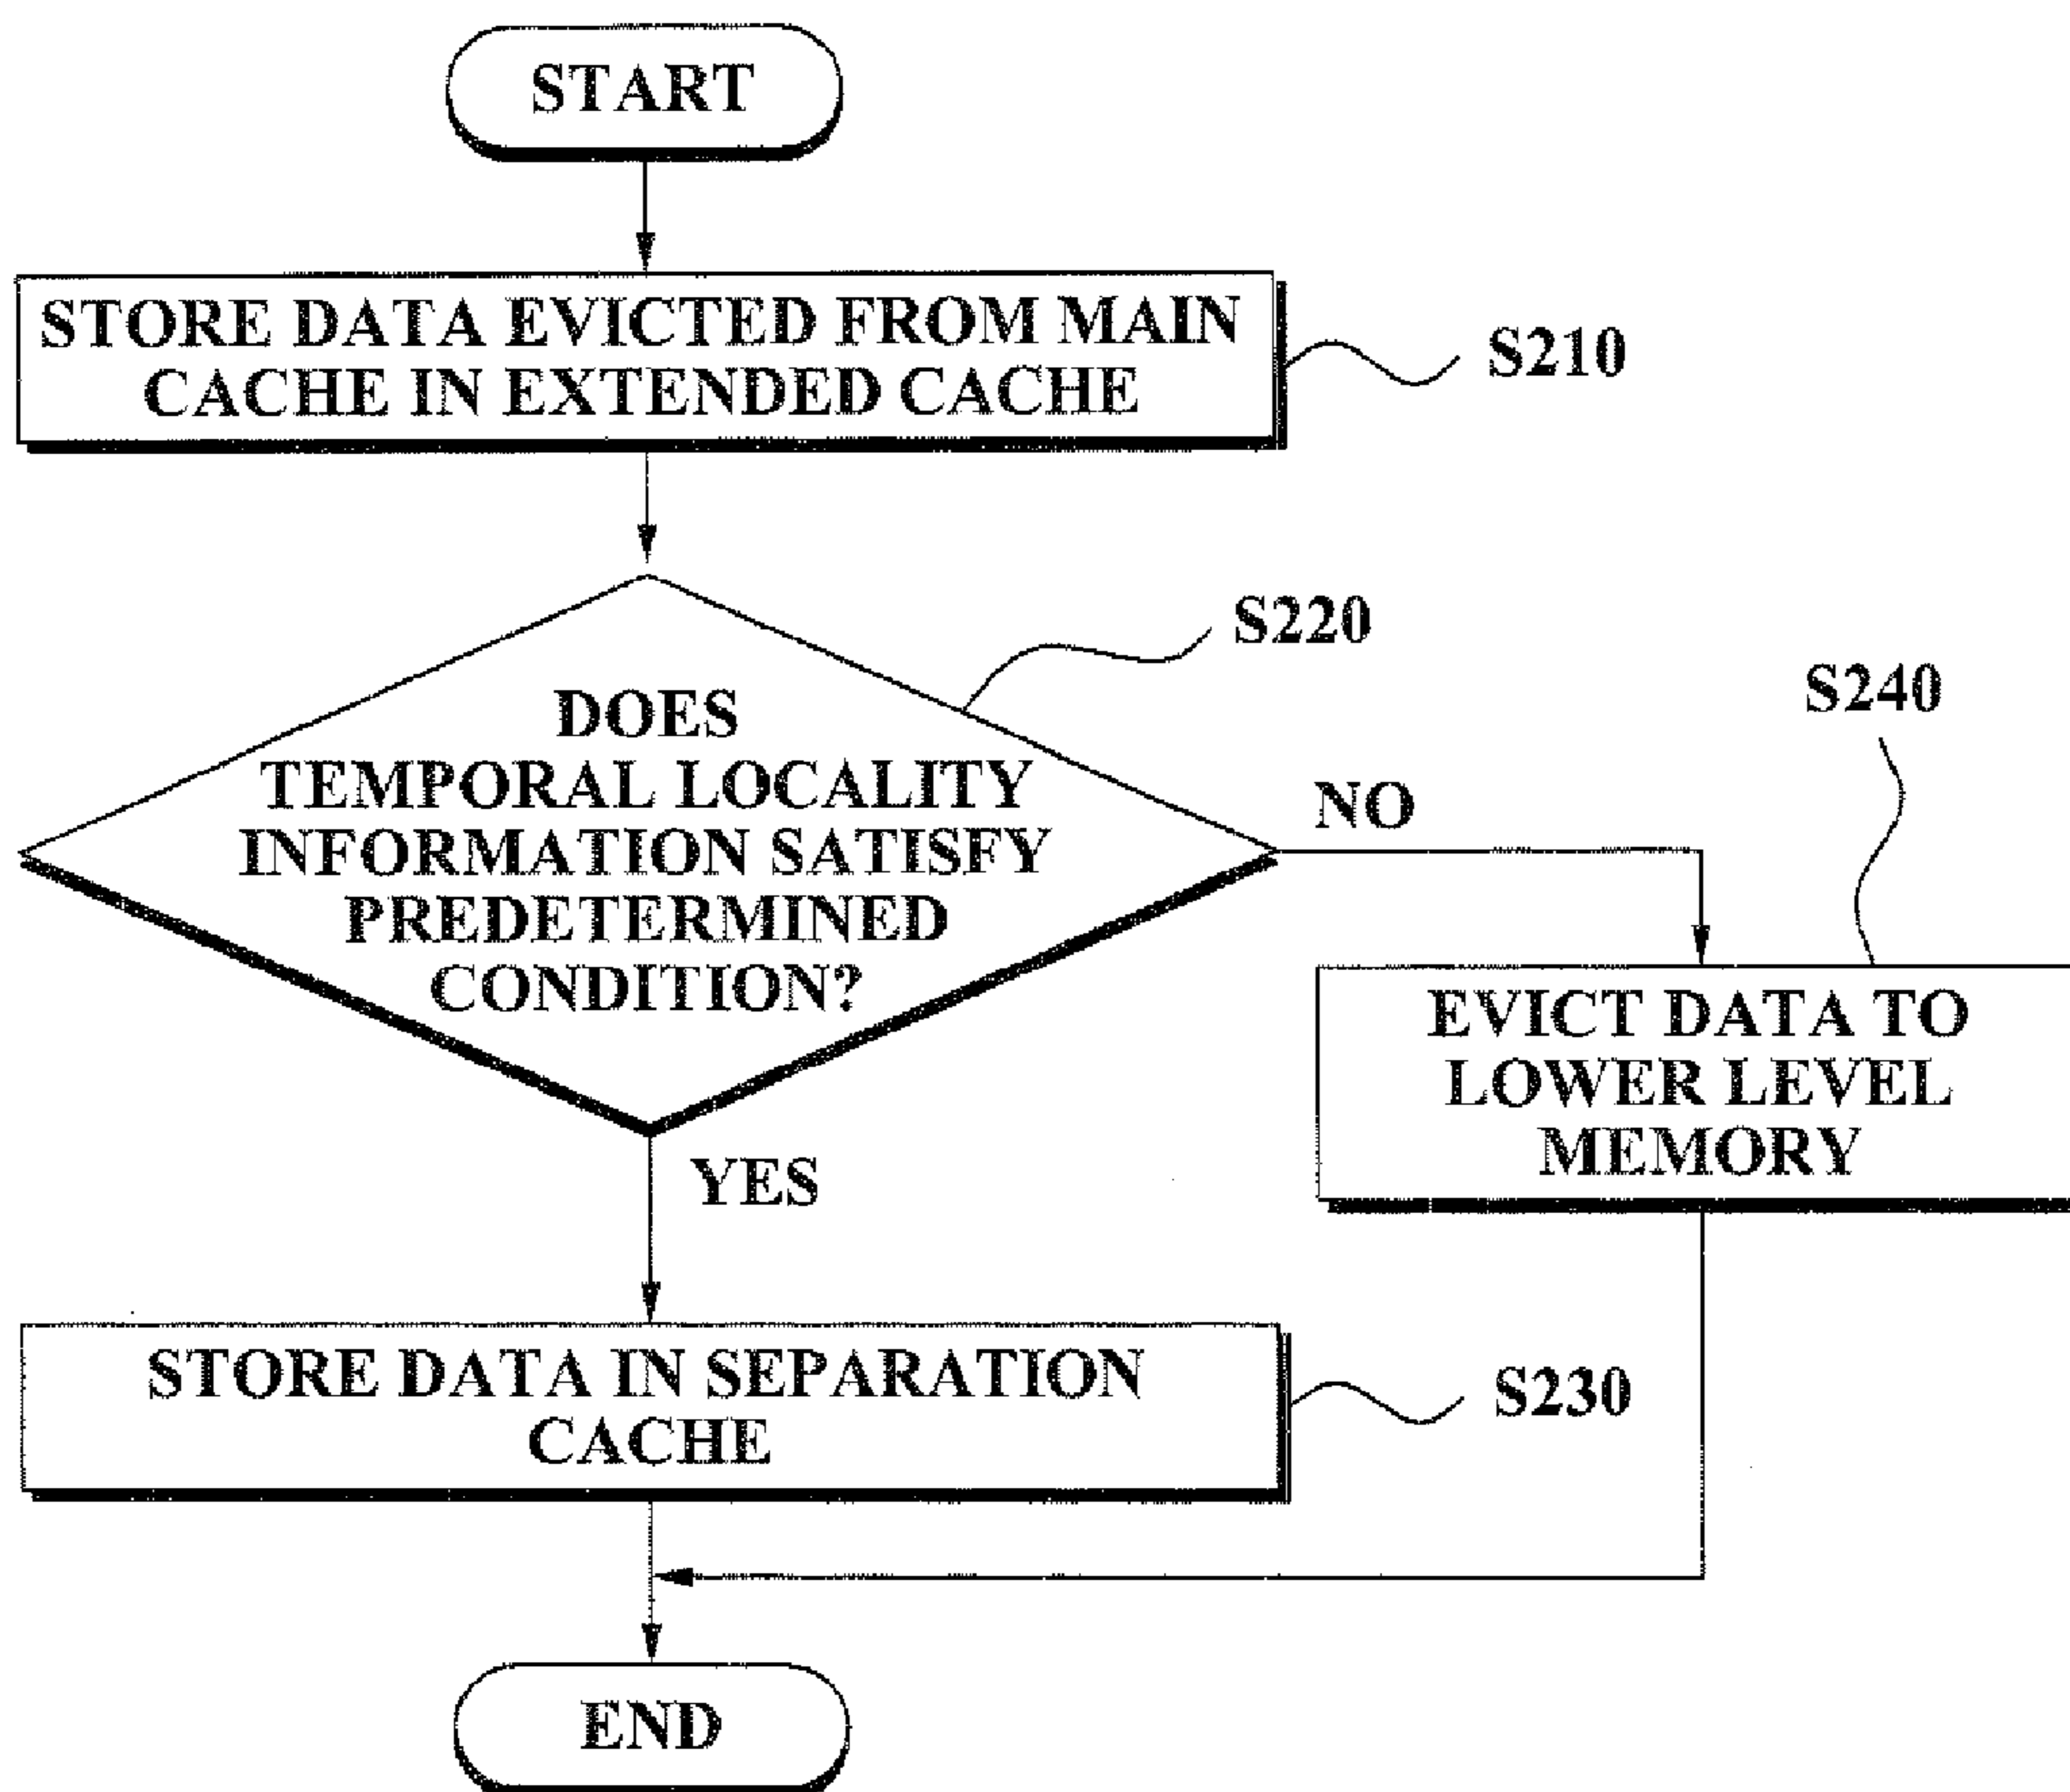 START
STORE DATA EVICTED FROM MAIN
CACHE IN EXTENDED CACHE
S210
S220
DOES
TEMPORAL LOCALITY
INFORMATION SATISFY
PREDETERMINED
CONDITION?
NO
S240
EVICT DATA TO
LOWER LEVEL
MEMORY
YES
STORE DATA IN SEPARATION
CACHE
S230
END